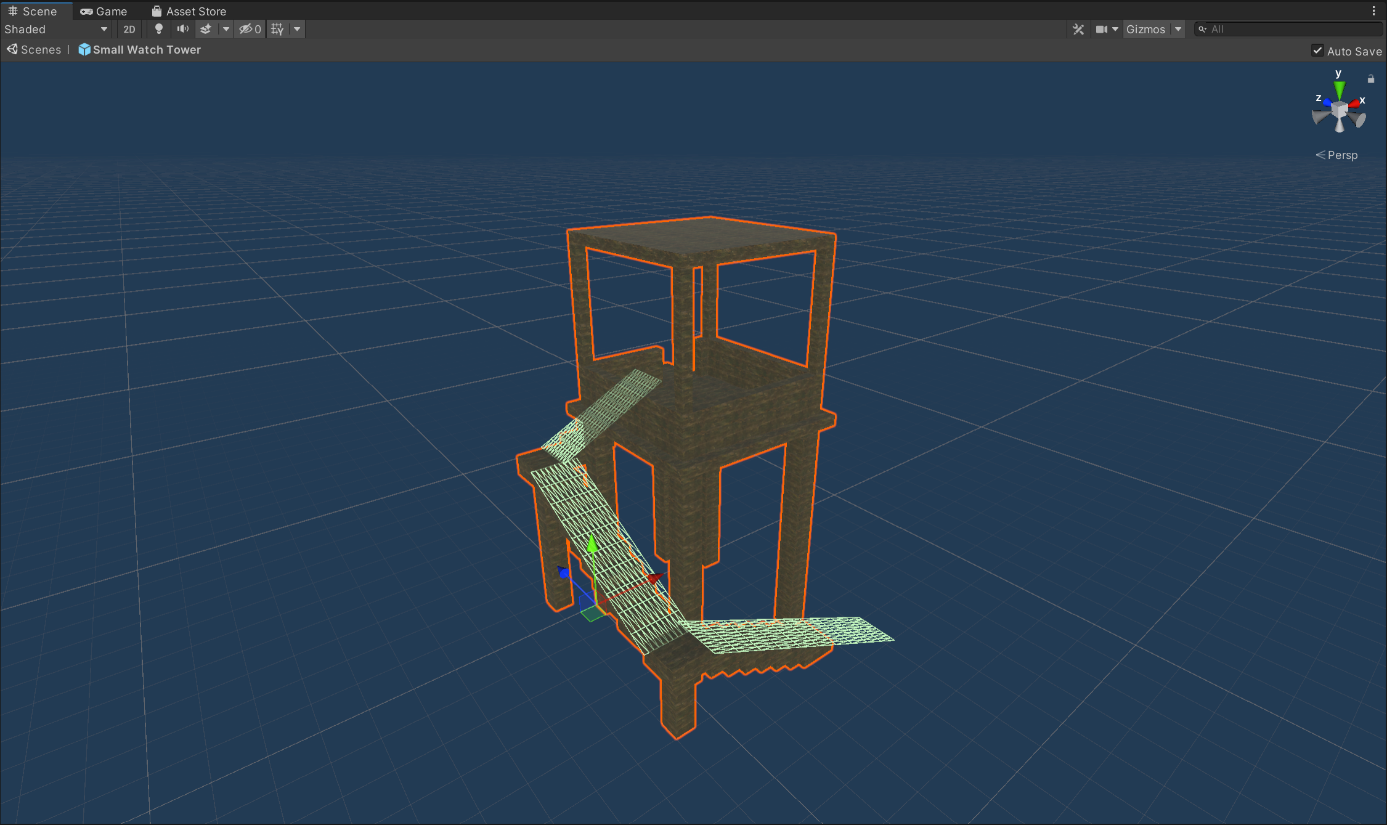 Scene Game Asset Store
Shaded 2D 0 Gizmos All
Scenes Small Watch Tower Auto Save
y
z x
Persp